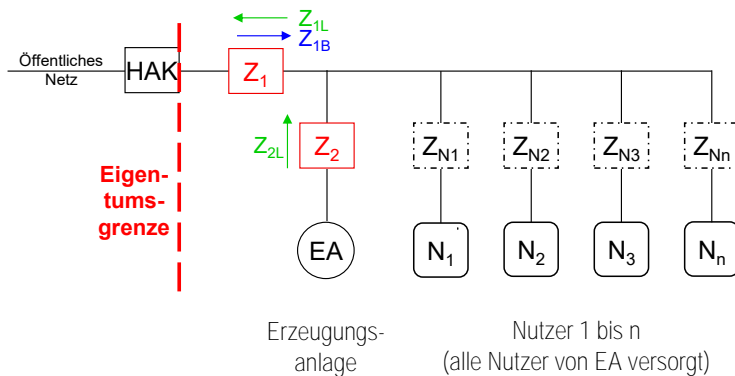 Z1L
Z1B
Öffentliches
Netz
HAK
Z1
Z2L
Z2
ZN1
ZN2
ZN3
ZNn
Eigen-
tums-
grenze
EA
N1
N2
N3
Nn
Erzeugungs-
anlage
Nutzer 1 bis n
(alle Nutzer von EA versorgt)